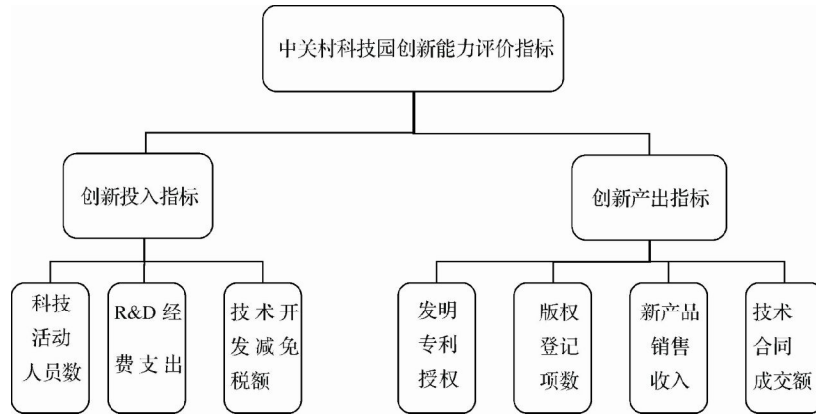 中关村科技园创新能力评价指标
创新投入指标
创新产出指标
科技
活动
人员数
R&D 经
费支出
技术开
发减免
税额
发明
专利
授权
版权
登记
项数
新产品
销售
收入
技术
合同
成交额